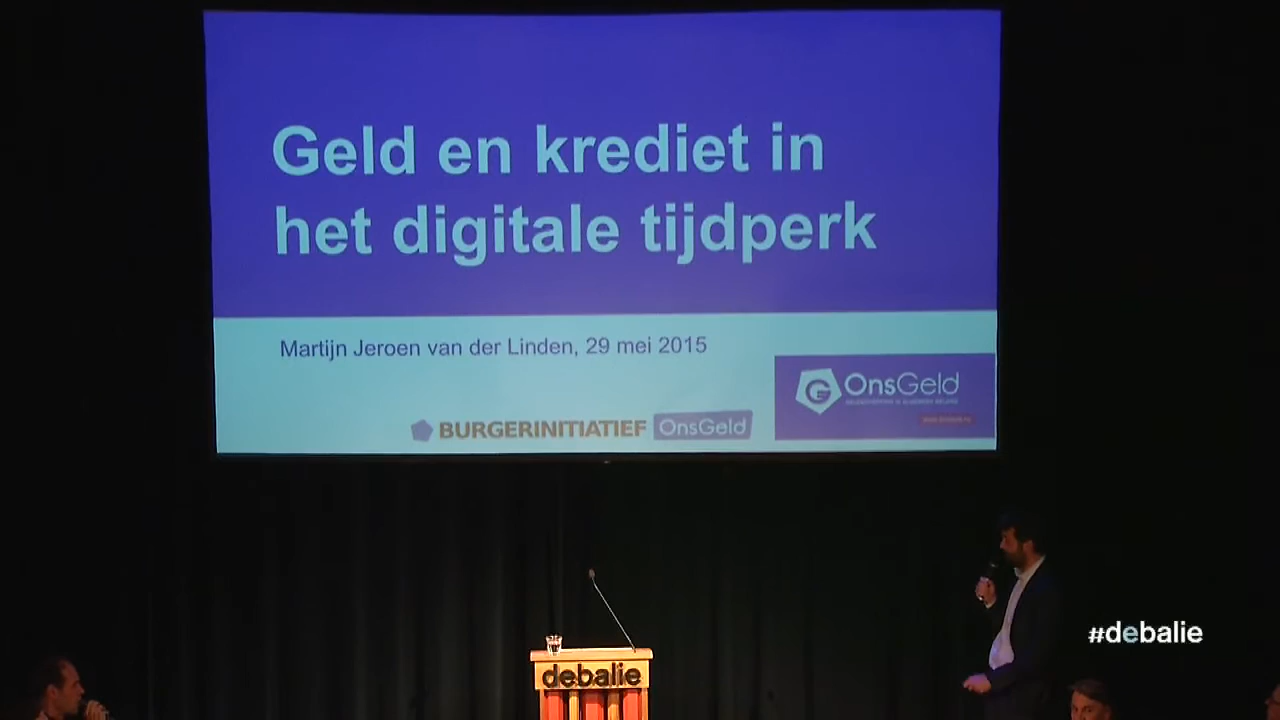 Geld en krediet in
het digitale tijdperk
Martijn Jeroen van der Linden, 29 mei 2015
OnsGeld
BURGERINITIATIEF OnsGeld
#debalie
debalie